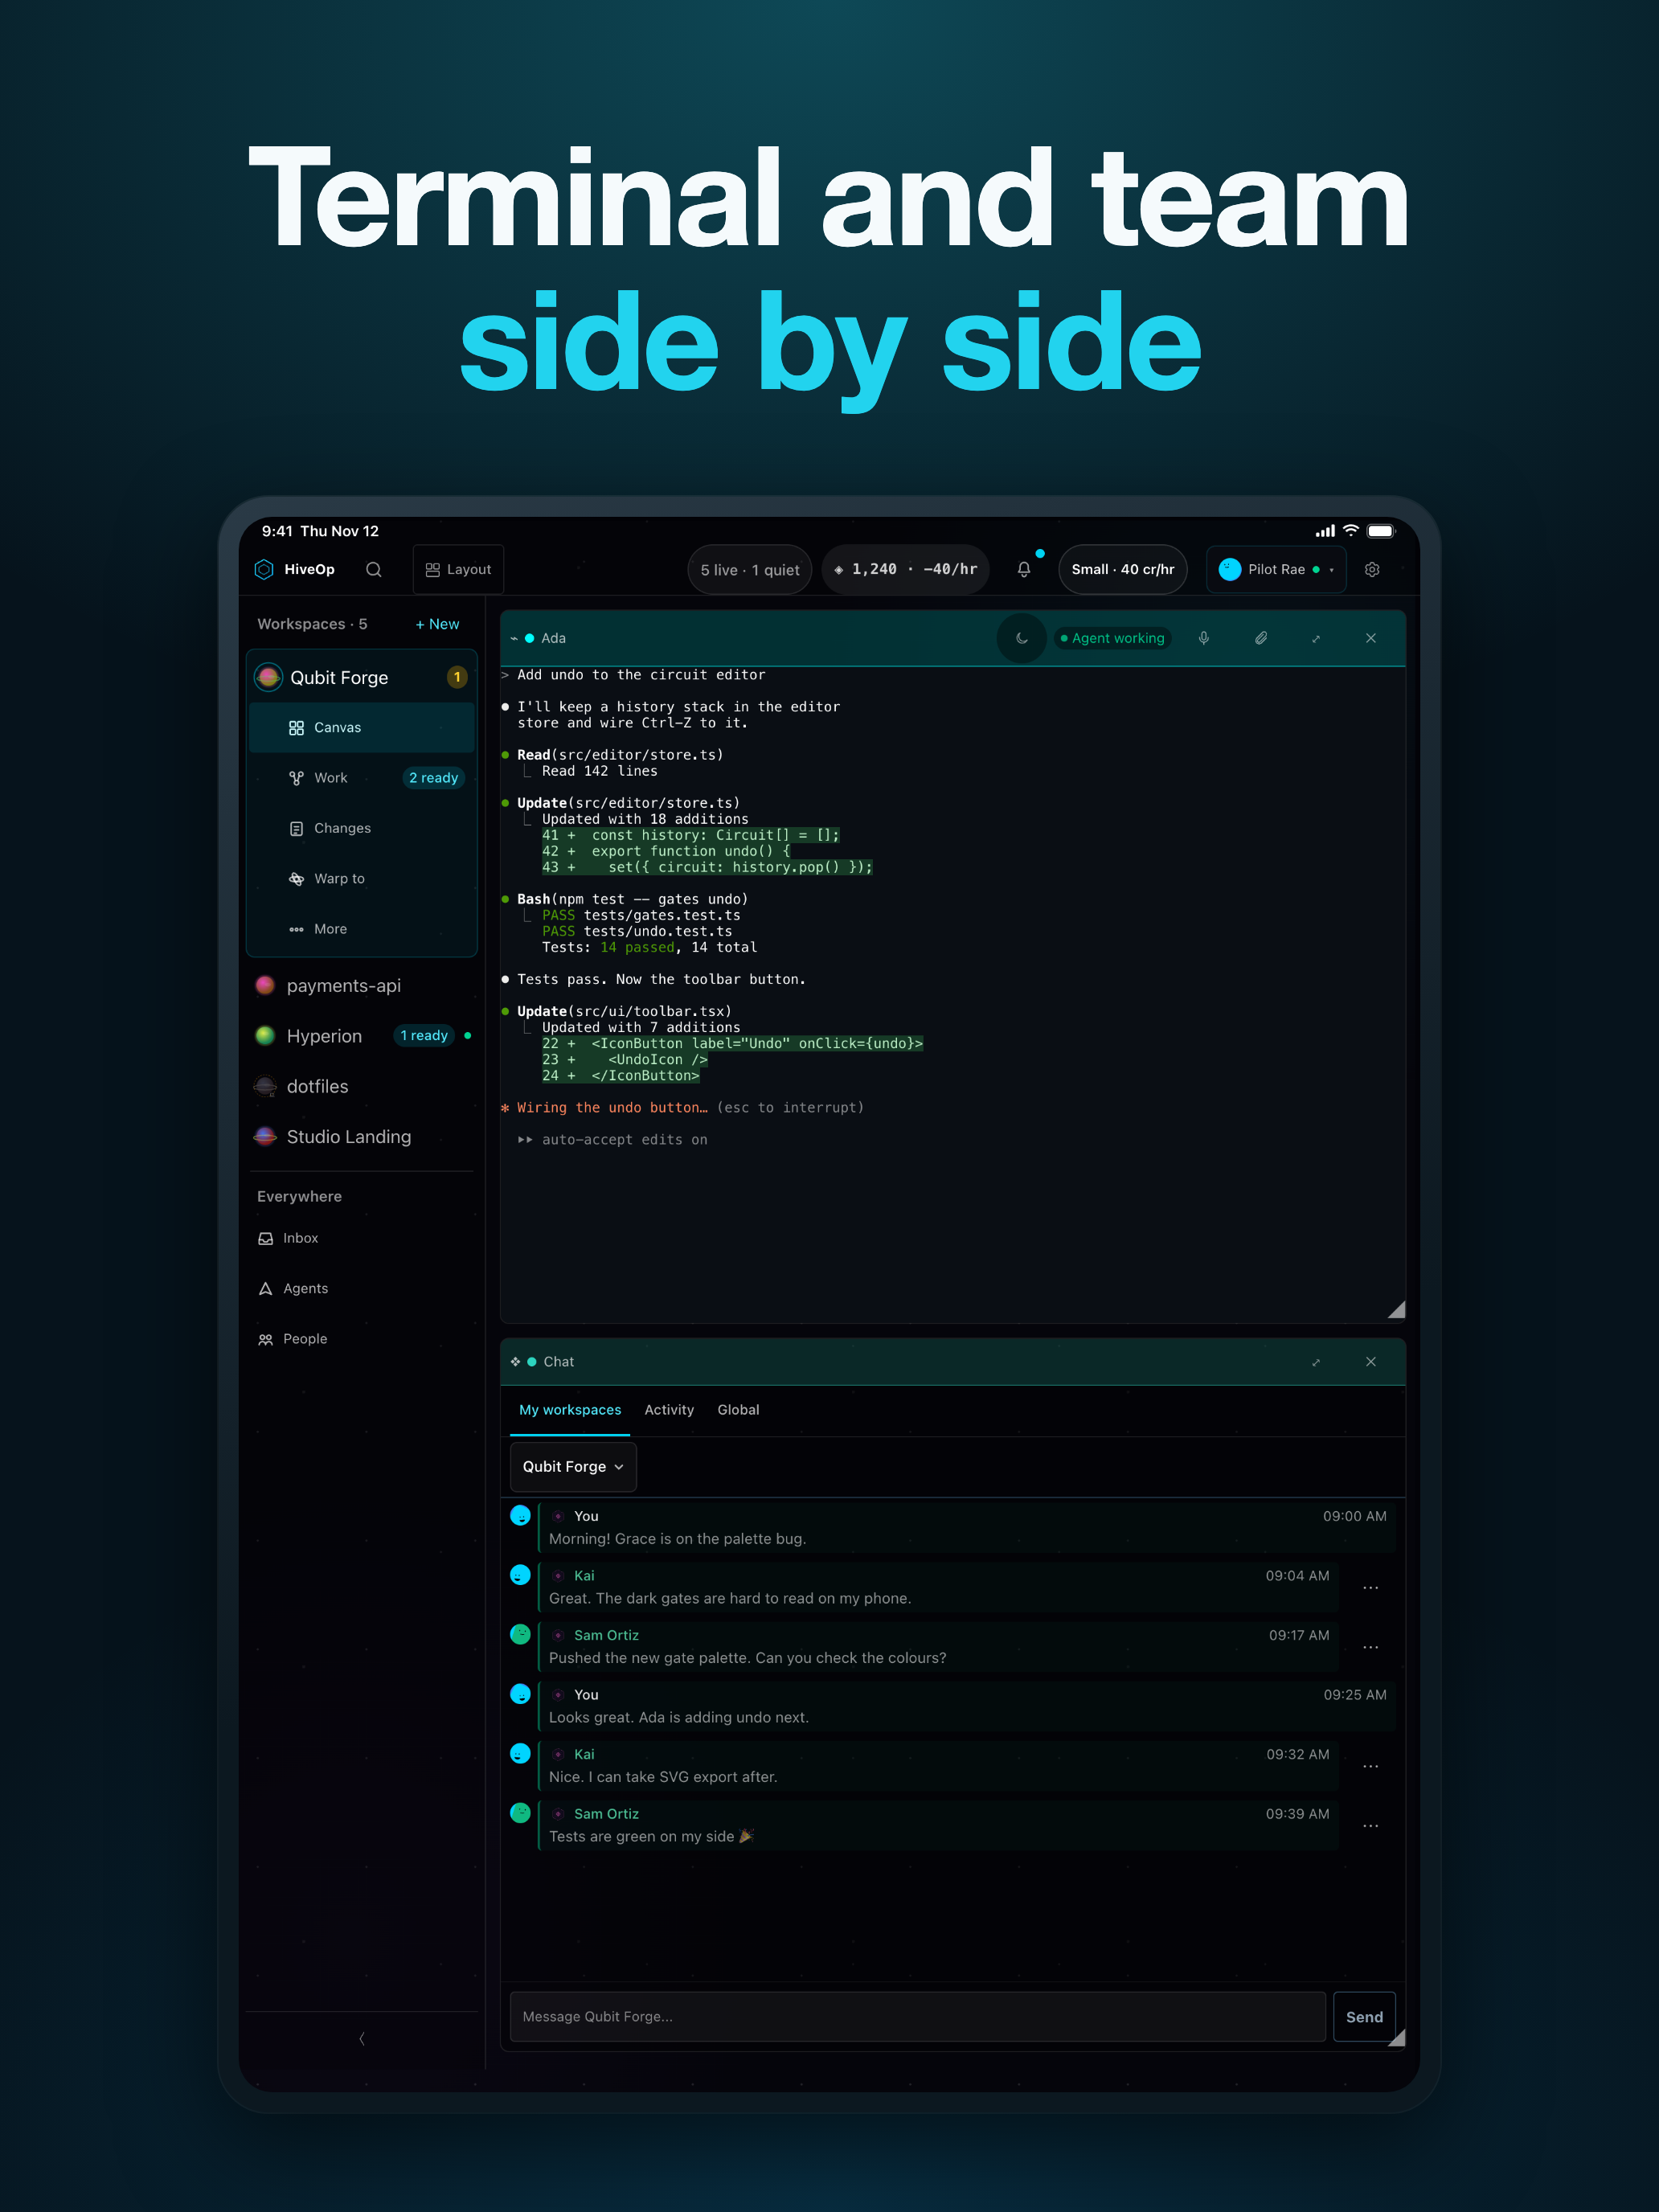 Terminal and team
side by side
9:41 Thu Nov 12
HiveOp
Layout
5 live · 1 quiet
1,240 · −40/hr
Small · 40 cr/hr
Pilot Rae
Workspaces · 5
+ New
Qubit Forge
1
Canvas
Work
2 ready
Changes
Warp to
More
payments-api
Hyperion
1 ready
dotfiles
Studio Landing
Everywhere
Inbox
Agents
People
Ada
Agent working
> Add undo to the circuit editor
● I'll keep a history stack in the editor
store and wire Ctrl-Z to it.
● Read(src/editor/store.ts)
Read 142 lines
● Update(src/editor/store.ts)
Updated with 18 additions
41 + const history: Circuit[] = [];
42 + export function undo() {
43 + set({ circuit: history.pop() });
● Bash(npm test -- gates undo)
PASS tests/gates.test.ts
PASS tests/undo.test.ts
Tests: 14 passed, 14 total
● Tests pass. Now the toolbar button.
● Update(src/ui/toolbar.tsx)
Updated with 7 additions
22 + <IconButton label="Undo" onClick={undo}>
23 + <UndoIcon />
24 + </IconButton>
✻ Wiring the undo button… (esc to interrupt)
⏵⏵ auto-accept edits on
Chat
My workspaces
Activity
Global
Qubit Forge
You 09:00 AM
Morning! Grace is on the palette bug.
Kai 09:04 AM
Great. The dark gates are hard to read on my phone.
Sam Ortiz 09:17 AM
Pushed the new gate palette. Can you check the colours?
You 09:25 AM
Looks great. Ada is adding undo next.
Kai 09:32 AM
Nice. I can take SVG export after.
Sam Ortiz 09:39 AM
Tests are green on my side 🎉
Message Qubit Forge...
Send